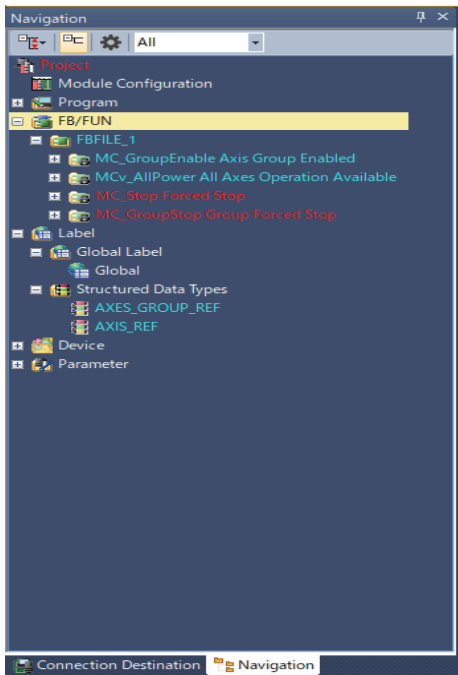 Navigation
All
Project
Module Configuration
Program
FB/FUN
FBFILE_1
MC_GroupEnable Axis Group Enabled
MCv_AllPower All Axes Operation Available
MC_Stop Forced Stop
MC_GroupStop Group Forced Stop
Label
Global Label
Global
Structured Data Types
AXES_GROUP_REF
AXIS_REF
Device
Parameter
Connection Destination Navigation